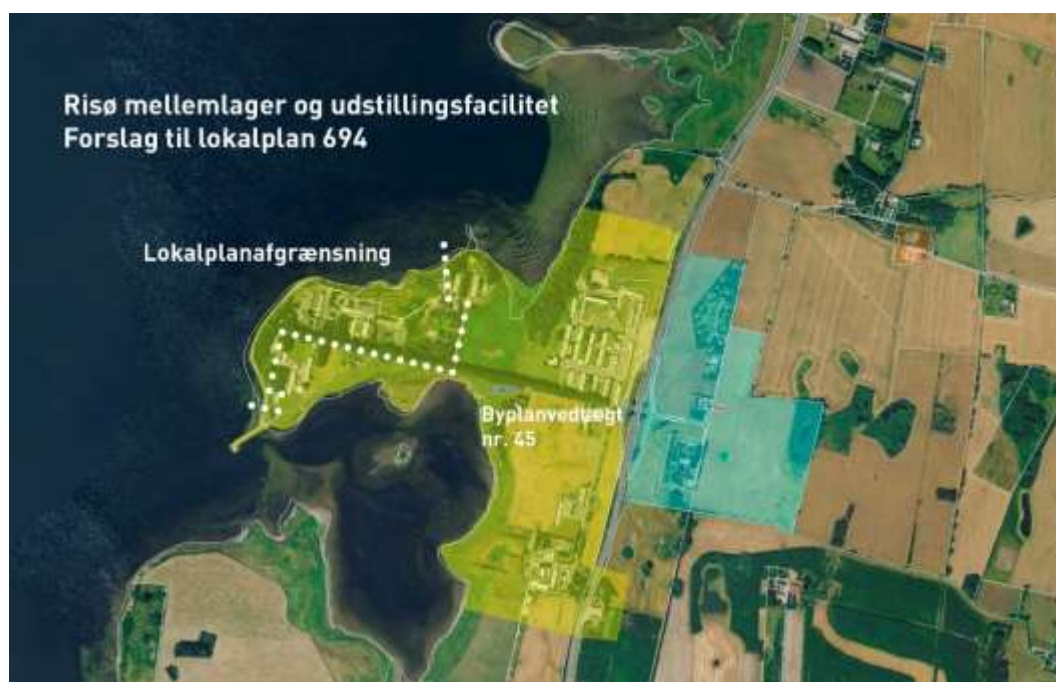 Risø mellemlager og udstillingsfacilitet
Forslag til lokalplan 694
Lokalplanafgrænsning
Byplanvedtægt
nr. 45